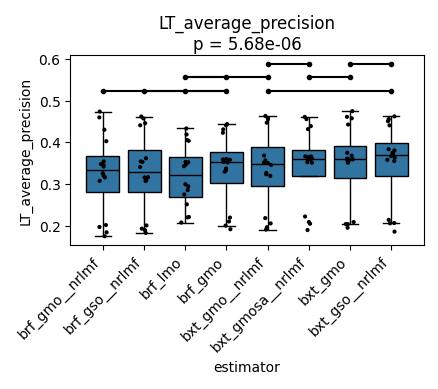 LT_average_precision
p = 5.68e-06
LT_average_precision
0.6
0.5
0.4
0.3
0.2
brf_gmo__nrlmf
brf_gso__nrlmf
brf_lmo
brf_gmo
bxt_gmo__nrlmf
bxt_gmosa__nrlmf
bxt_gmo
bxt_gso__nrlmf
estimator